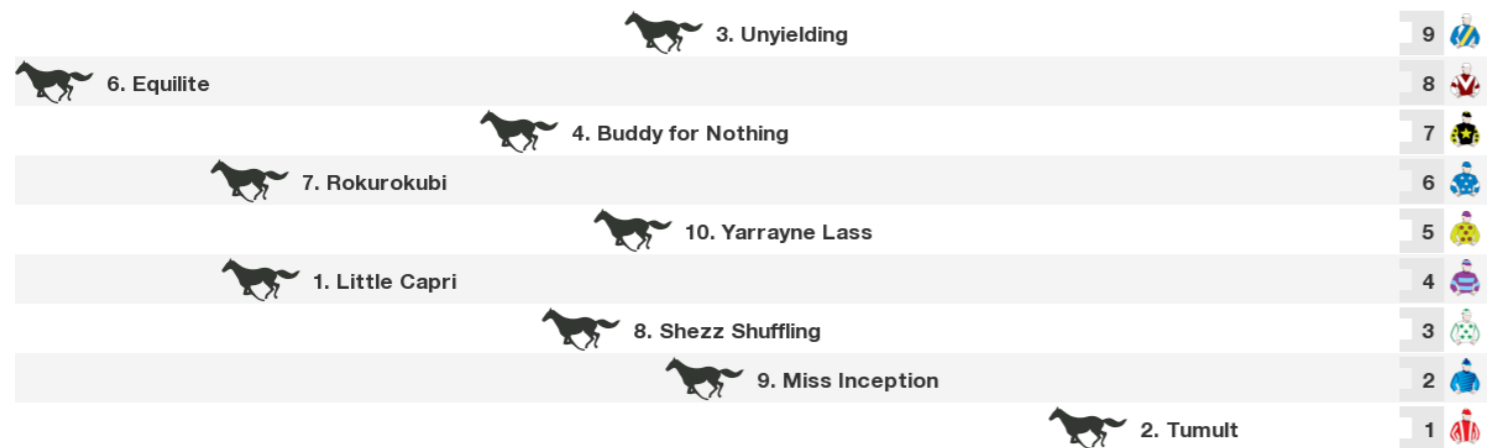 3. Unyielding 9
6. Equilite 8
4. Buddy for Nothing 7
7. Rokurokubi 6
10. Yarrayne Lass 5
1. Little Capri 4
8. Shezz Shuffling 3
9. Miss Inception 2
2. Tumult 1